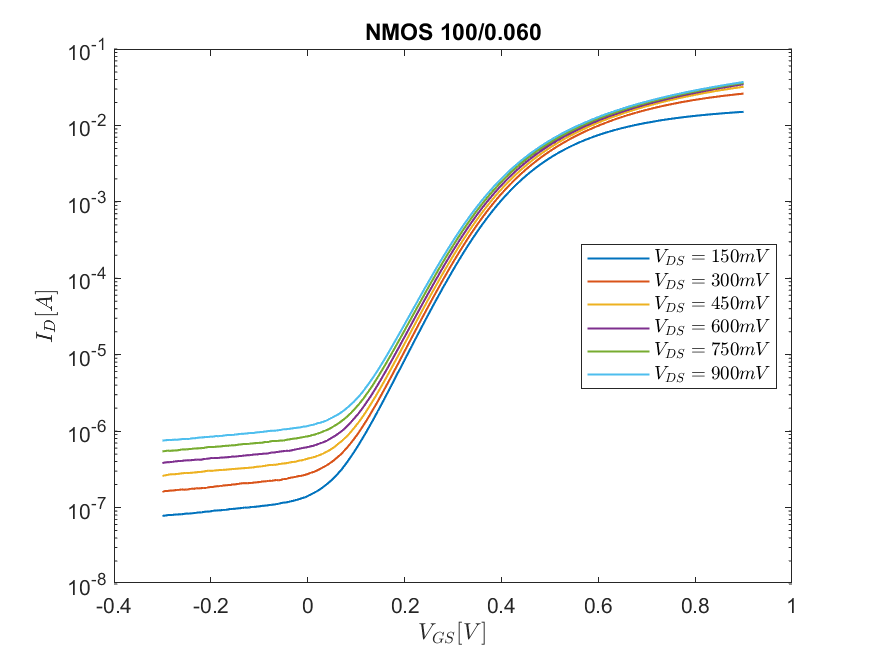 NMOS 100/0.060
10^-1
10^-2
10^-3
10^-4
10^-5
10^-6
10^-7
10^-8
I_D[A]
V_DS = 150mV
V_DS = 300mV
V_DS = 450mV
V_DS = 600mV
V_DS = 750mV
V_DS = 900mV
-0.4 -0.2 0 0.2 0.4 0.6 0.8 1
V_GS[V]